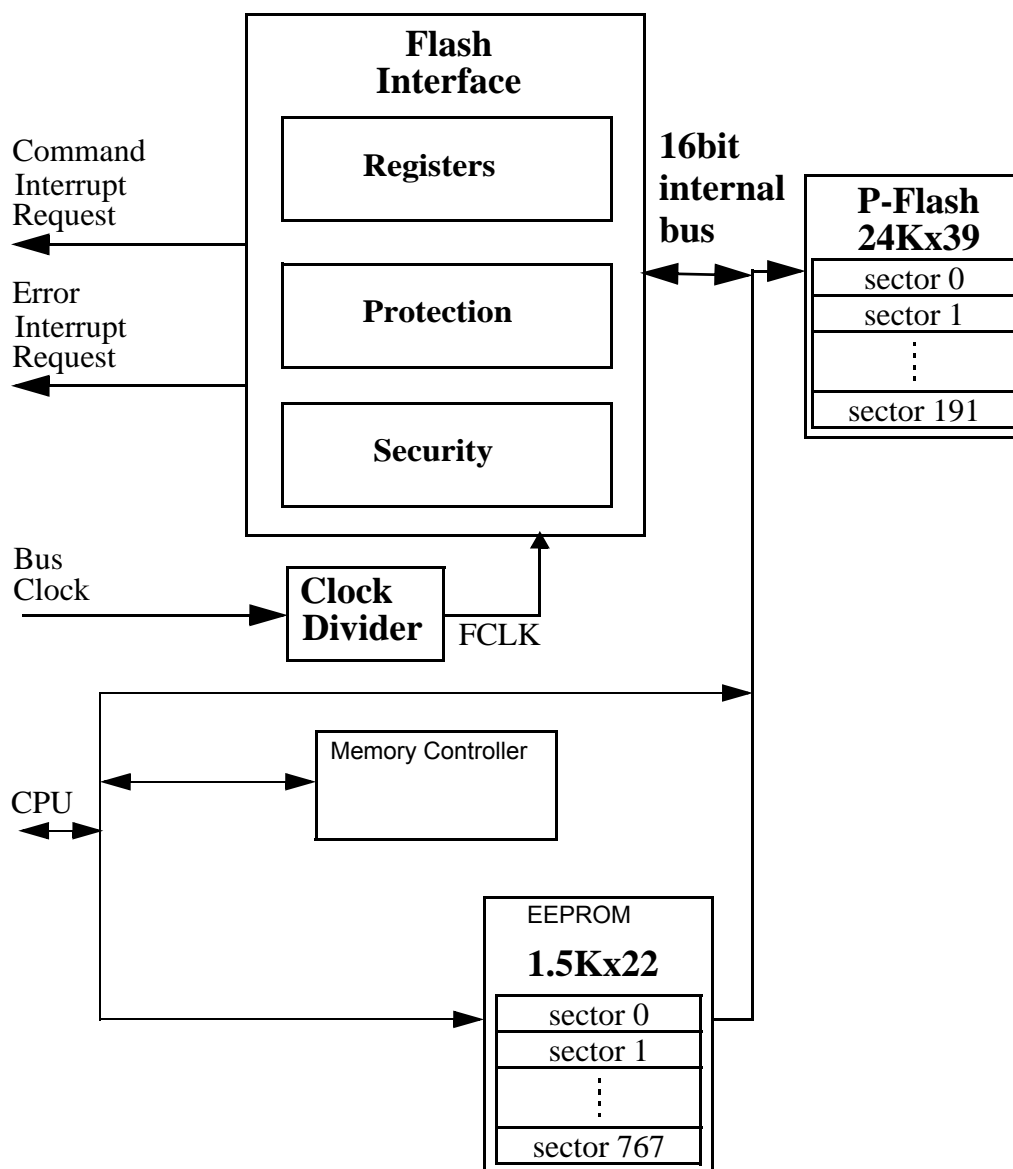 Flash
Interface
Registers
Protection
Security
Command
Interrupt
Request
Error
Interrupt
Request
16bit
internal
bus
P-Flash
24Kx39
sector 0
sector 1
sector 191
Bus
Clock
Clock
Divider
FCLK
Memory Controller
CPU
EEPROM
1.5Kx22
sector 0
sector 1
sector 767